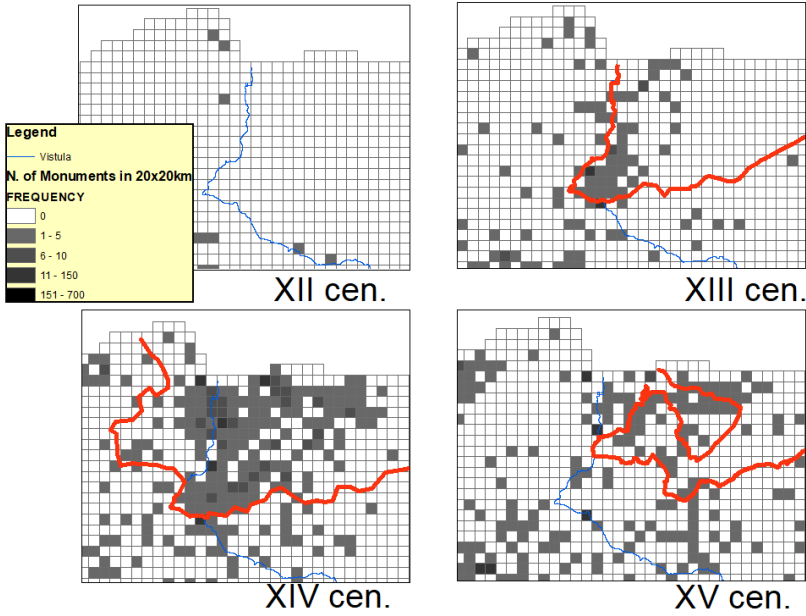 Legend
Vistula
N. of Monuments in 20x20km
FREQUENCY
0
1 - 5
6 - 10
11 - 150
151 - 700
XII cen.
XIII cen.
XIV cen.
XV cen.